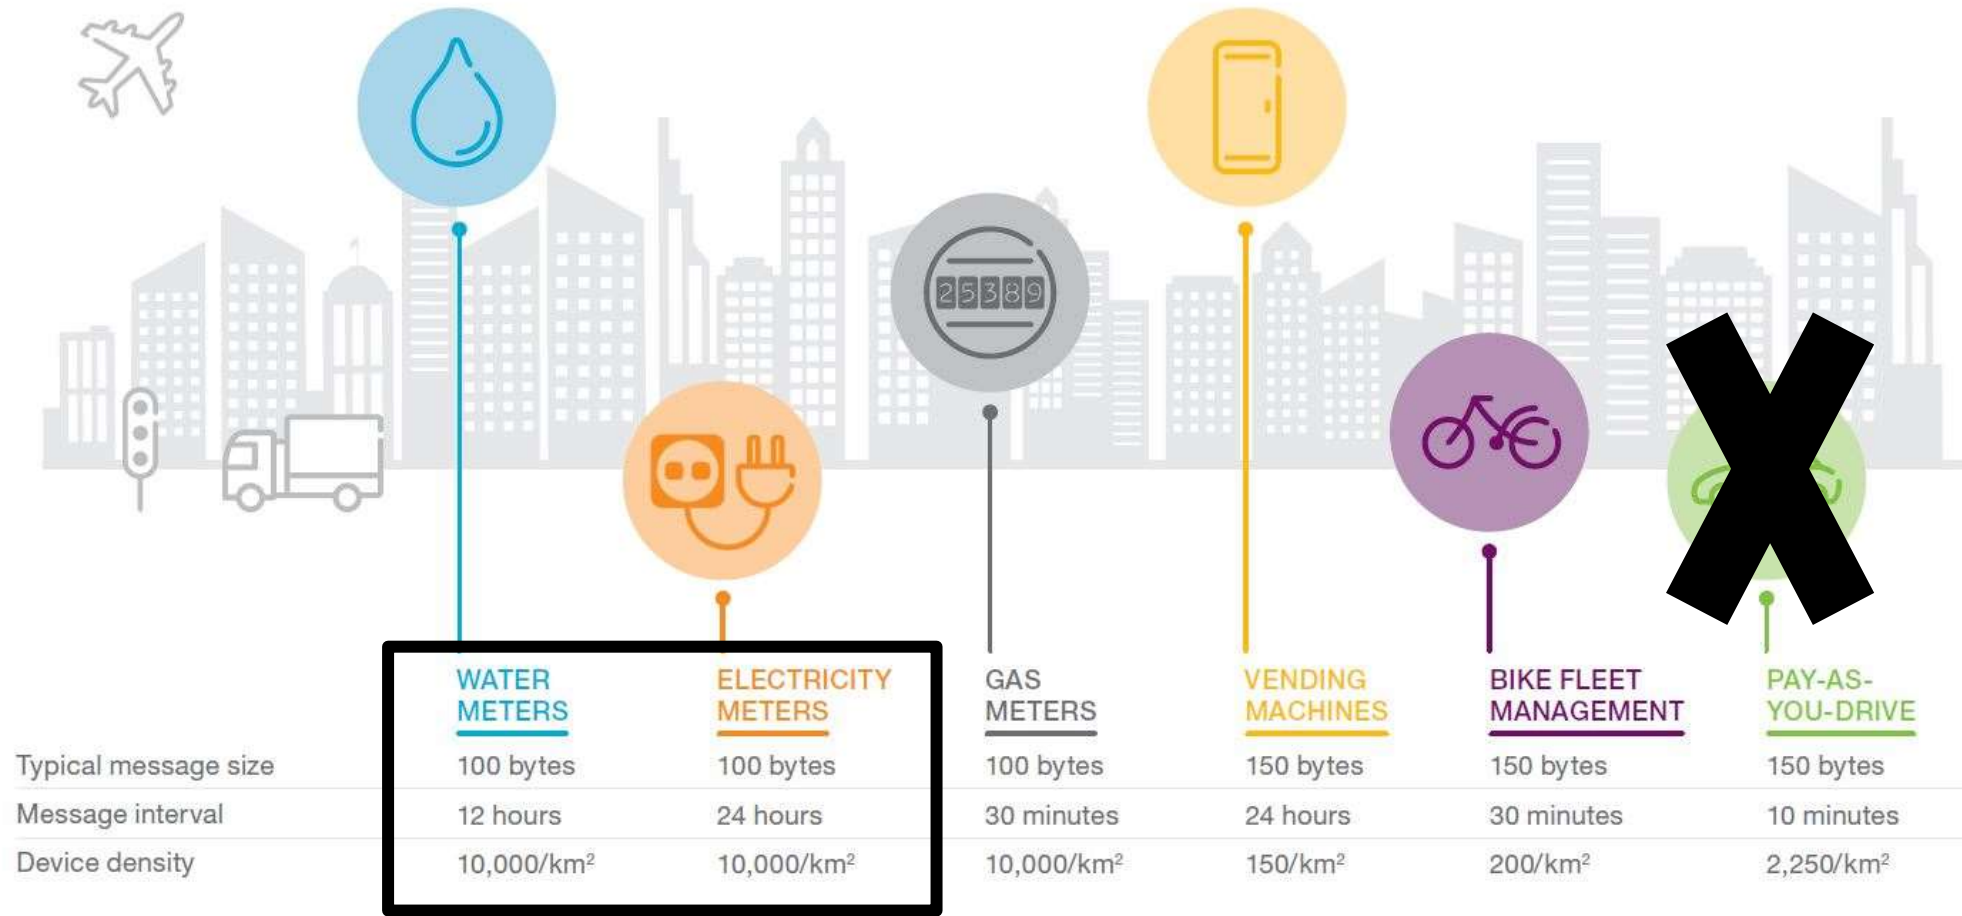 25389
WATER
METERS
ELECTRICITY
METERS
GAS
METERS
VENDING
MACHINES
BIKE FLEET
MANAGEMENT
PAY-AS-
YOU-DRIVE
Typical message size 100 bytes 100 bytes 100 bytes 150 bytes 150 bytes 150 bytes
Message interval 12 hours 24 hours 30 minutes 24 hours 30 minutes 10 minutes
Device density 10,000/km² 10,000/km² 10,000/km² 150/km² 200/km² 2,250/km²